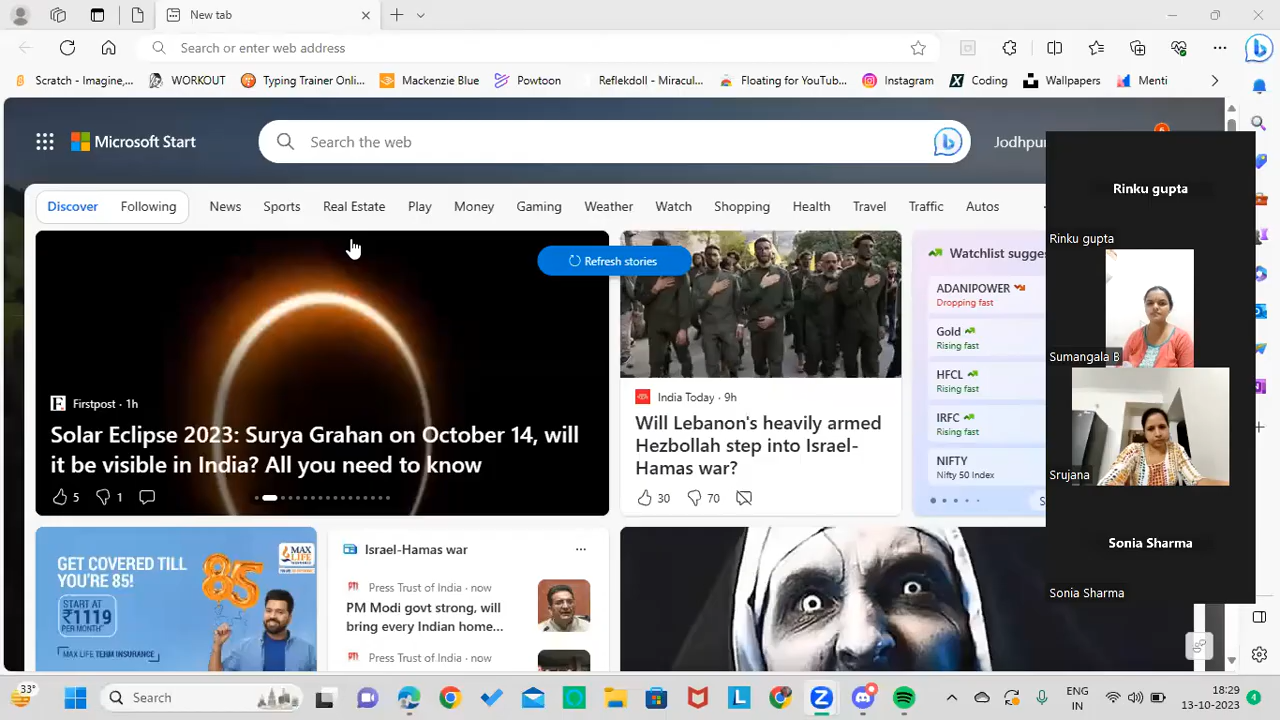 New tab
Search or enter web address
Scratch - Imagine,... WORKOUT Typing Trainer Onli... Mackenzie Blue Powtoon Reflekdoll - Miracul... Floating for YouTub... Instagram Coding Wallpapers Menti
Microsoft Start
Search the web
Jodhpu
Discover Following News Sports Real Estate Play Money Gaming Weather Watch Shopping Health Travel Traffic Autos
Refresh stories
Firstpost · 1h
Solar Eclipse 2023: Surya Grahan on October 14, will
it be visible in India? All you need to know
5 1
India Today · 9h
Will Lebanon's heavily armed
Hezbollah step into Israel-
Hamas war?
30 70
Watchlist sugge
ADANIPOWER
Dropping fast
Gold
Rising fast
HFCL
Rising fast
IRFC
Rising fast
NIFTY
Nifty 50 Index
S
Rinku gupta
Rinku gupta
Sumangala B
Srujana
Sonia Sharma
Sonia Sharma
GET COVERED TILL
YOU'RE 85!
START AT
₹1119
PER MONTH
MAX LIFE TERM INSURANCE
85
MAX
LIFE
INSURANCE
Israel-Hamas war
Press Trust of India · now
PM Modi govt strong, will
bring every Indian home...
Press Trust of India · now
33°
Search
ENG
IN
18:29
13-10-2023
4